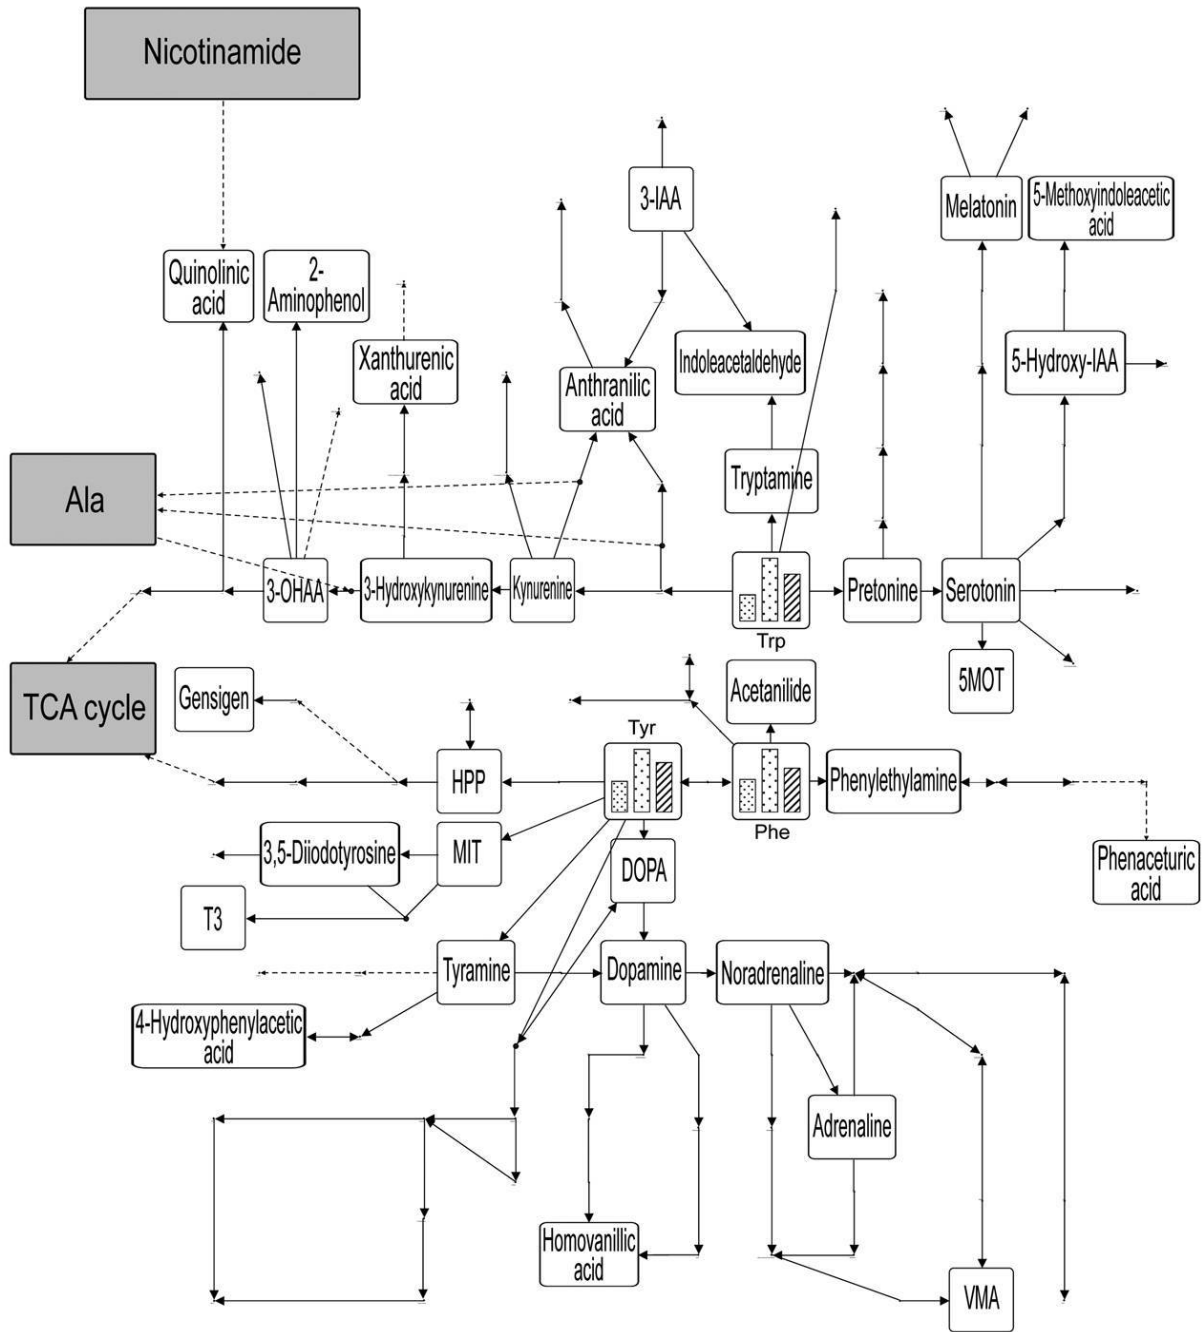 Nicotinamide
3-IAA
Melatonin
5-Methoxyindoleacetic
acid
Quinolinic
acid
2-
Aminophenol
Xanthurenic
acid
Anthranilic
acid
Indoleacetaldehyde
5-Hydroxy-IAA
Ala
Tryptamine
3-OHAA
3-Hydroxykynurenine
Kynurenine
Trp
Pretonine
Serotonin
TCA cycle
Gensigen
Acetanilide
5MOT
Tyr
HPP
Phe
Phenylethylamine
3,5-Diiodotyrosine
MIT
DOPA
Phenaceturic
acid
T3
Tyramine
Dopamine
Noradrenaline
4-Hydroxyphenylacetic
acid
Adrenaline
Homovanillic
acid
VMA